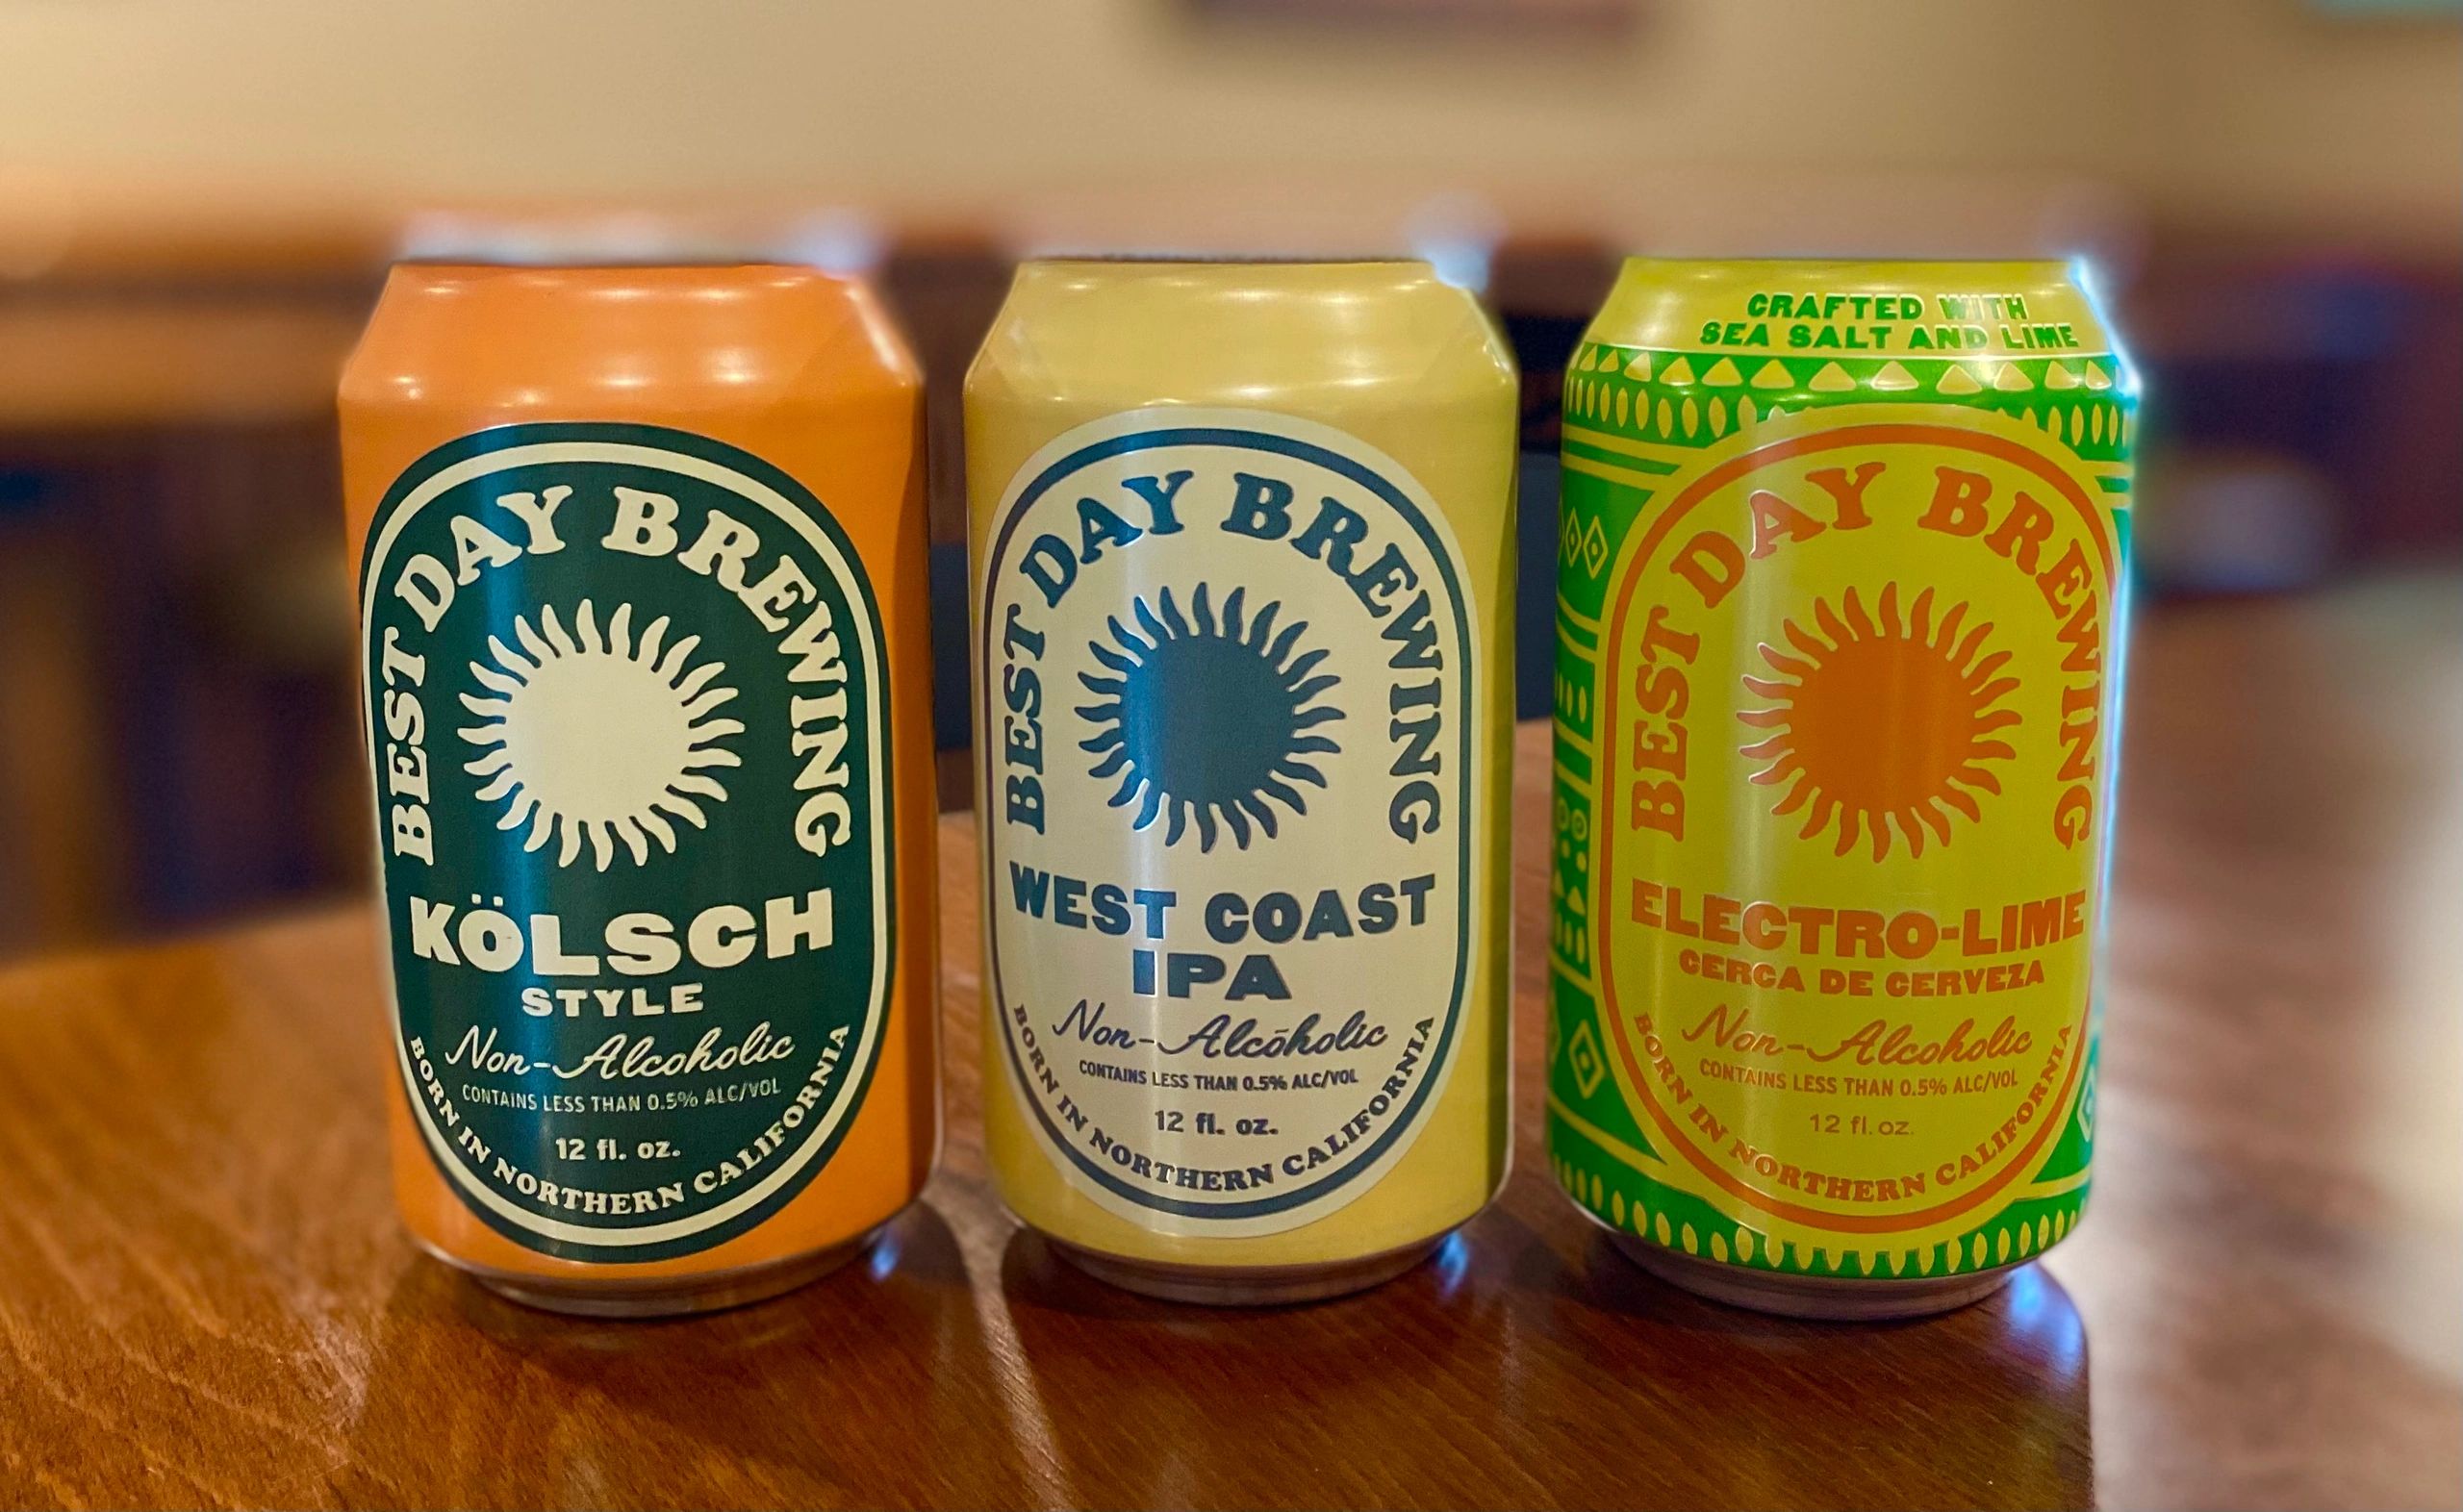 BEST DAY BREWING
KÖLSCH
STYLE
Non-Alcoholic
CONTAINS LESS THAN 0.5% ALC/VOL
12 fl. oz.
BORN IN NORTHERN CALIFORNIA
BEST DAY BREWING
WEST COAST
IPA
Non-Alcoholic
CONTAINS LESS THAN 0.5% ALC/VOL
12 fl. oz.
BORN IN NORTHERN CALIFORNIA
CRAFTED WITH
SEA SALT AND LIME
BEST DAY BREWING
ELECTRO-LIME
CERCA DE CERVEZA
Non-Alcoholic
CONTAINS LESS THAN 0.5% ALC/VOL
12 fl. oz.
BORN IN NORTHERN CALIFORNIA